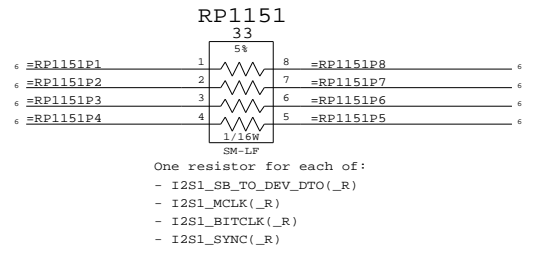 RP1151
33
5%
6 =RP1151P1 1 8 =RP1151P8 6
6 =RP1151P2 2 7 =RP1151P7 6
6 =RP1151P3 3 6 =RP1151P6 6
6 =RP1151P4 4 5 =RP1151P5 6
1/16W
SM-LF
One resistor for each of:
- I2S1_SB_TO_DEV_DTO(_R)
- I2S1_MCLK(_R)
- I2S1_BITCLK(_R)
- I2S1_SYNC(_R)